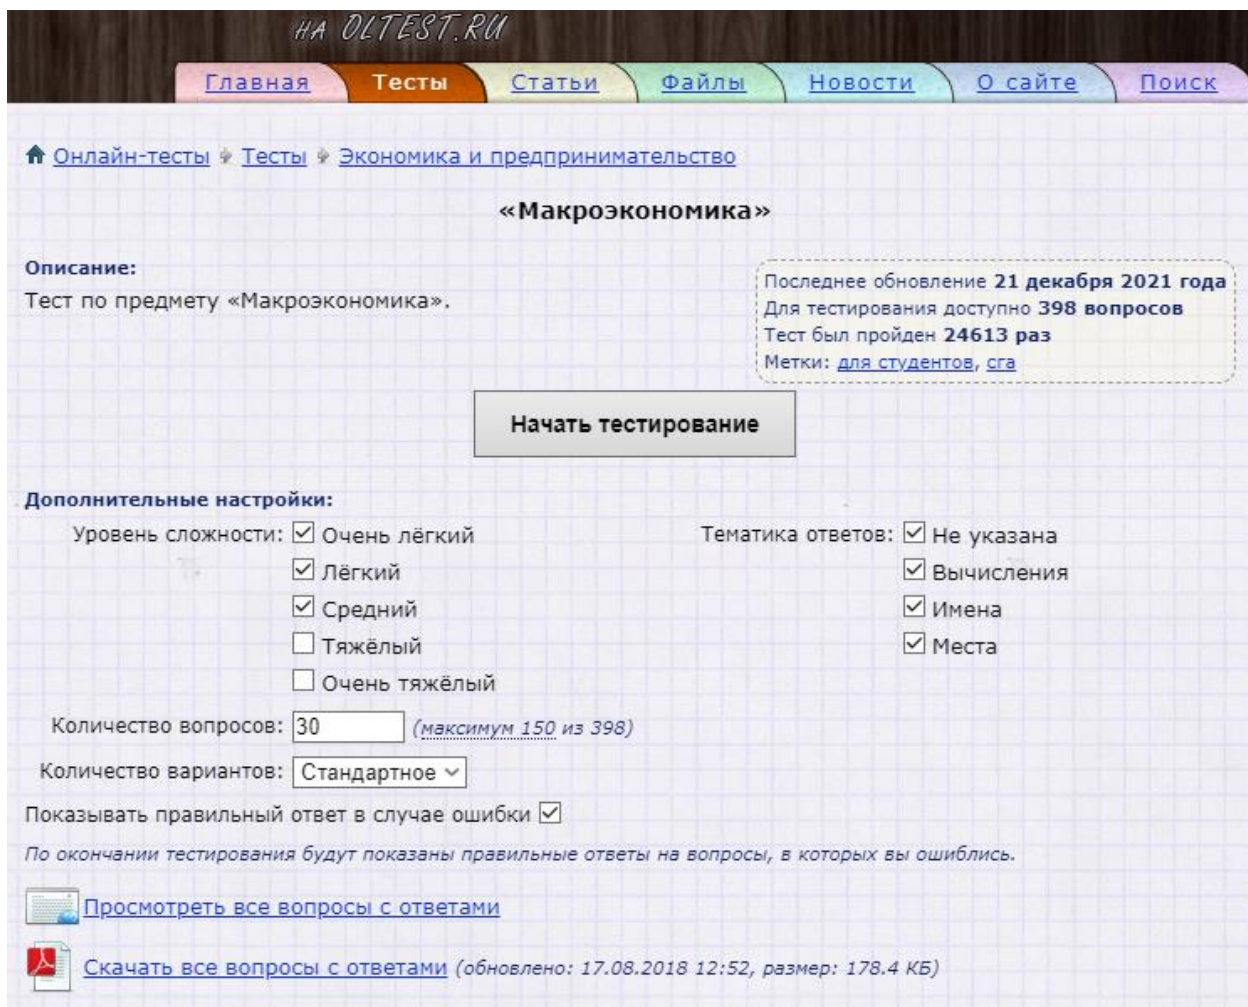 на OLTEST.RU
Главная Тесты Статьи Файлы Новости О сайте Поиск
Онлайн-тесты Тесты Экономика и предпринимательство
«Макроэкономика»
Описание:
Тест по предмету «Макроэкономика».
Последнее обновление 21 декабря 2021 года
Для тестирования доступно 398 вопросов
Тест был пройден 24613 раз
Метки: для студентов, сга
Начать тестирование
Дополнительные настройки:
Уровень сложности: Очень лёгкий
Лёгкий
Средний
Тяжёлый
Очень тяжёлый
Тематика ответов: Не указана
Вычисления
Имена
Места
Количество вопросов: 30 (максимум 150 из 398)
Количество вариантов: Стандартное
Показывать правильный ответ в случае ошибки
По окончании тестирования будут показаны правильные ответы на вопросы, в которых вы ошиблись.
Просмотреть все вопросы с ответами
Скачать все вопросы с ответами (обновлено: 17.08.2018 12:52, размер: 178.4 КБ)